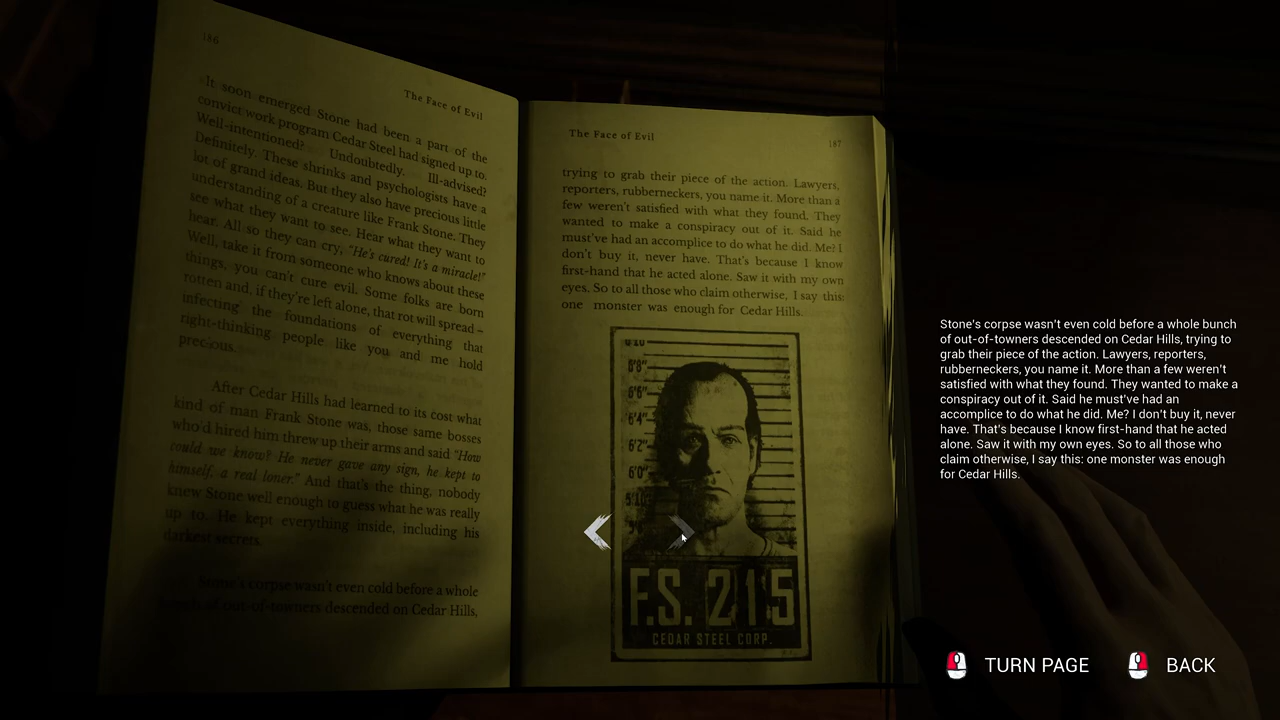 186
The Face of Evil
It soon emerged Stone had been a part of the
convict work program Cedar Steel had signed up to.
Well-intentioned? Undoubtedly. Ill-advised?
Definitely. These shrinks and psychologists have a
lot of grand ideas. But they also have precious little
understanding of a creature like Frank Stone. They
see what they want to see. Hear what they want to
hear. All so they can cry, “He’s cured! It’s a miracle!”
Well, take it from someone who knows about these
things, you can’t cure evil. Some folks are born
rotten and, if they’re left alone, that rot will spread –
infecting the foundations of everything that
right-thinking people like you and me hold
precious.
After Cedar Hills had learned to its cost what
kind of man Frank Stone was, those same bosses
who’d hired him threw up their arms and said “How
could we know? He never gave any sign, he kept to
himself, a real loner.” And that’s the thing, nobody
knew Stone well enough to guess what he was really
up to. He kept everything inside, including his
darkest secrets.
Stone’s corpse wasn’t even cold before a whole
bunch of out-of-towners descended on Cedar Hills,
The Face of Evil
187
trying to grab their piece of the action. Lawyers,
reporters, rubberneckers, you name it. More than a
few weren’t satisfied with what they found. They
wanted to make a conspiracy out of it. Said he
must’ve had an accomplice to do what he did. Me? I
don’t buy it, never have. That’s because I know
first-hand that he acted alone. Saw it with my own
eyes. So to all those who claim otherwise, I say this:
one monster was enough for Cedar Hills.
6'10"
6'8"
6'6"
6'4"
6'2"
6'0"
5'10"
F.S. 215
CEDAR STEEL CORP.
Stone's corpse wasn't even cold before a whole bunch
of out-of-towners descended on Cedar Hills, trying to
grab their piece of the action. Lawyers, reporters,
rubberneckers, you name it. More than a few weren't
satisfied with what they found. They wanted to make a
conspiracy out of it. Said he must've had an
accomplice to do what he did. Me? I don't buy it, never
have. That's because I know first-hand that he acted
alone. Saw it with my own eyes. So to all those who
claim otherwise, I say this: one monster was enough
for Cedar Hills.
TURN PAGE
BACK